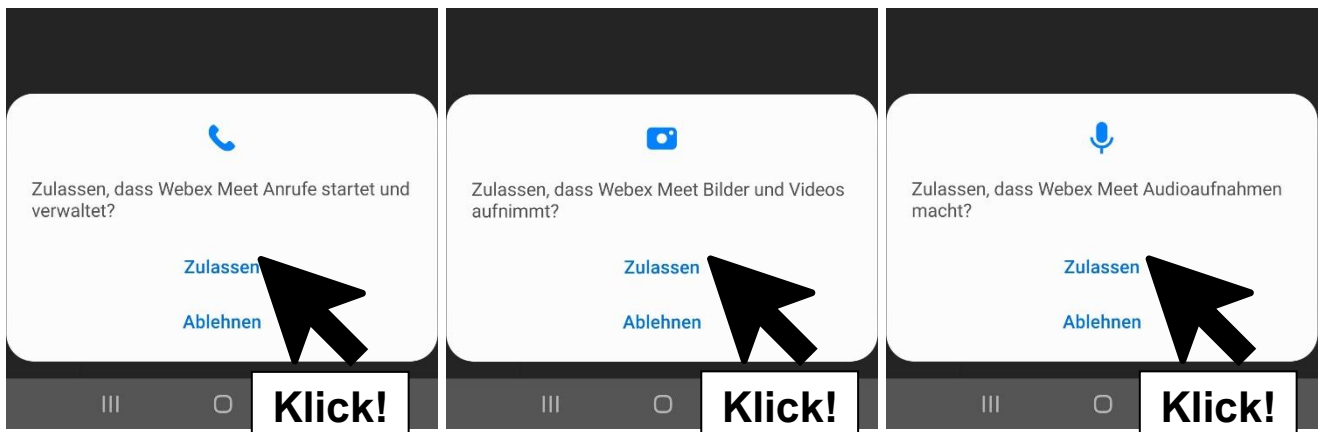 Zulassen, dass Webex Meet Anrufe startet und
verwaltet?
Zulassen
Ablehnen
Klick!
Zulassen, dass Webex Meet Bilder und Videos
aufnimmt?
Zulassen
Ablehnen
Klick!
Zulassen, dass Webex Meet Audioaufnahmen
macht?
Zulassen
Ablehnen
Klick!